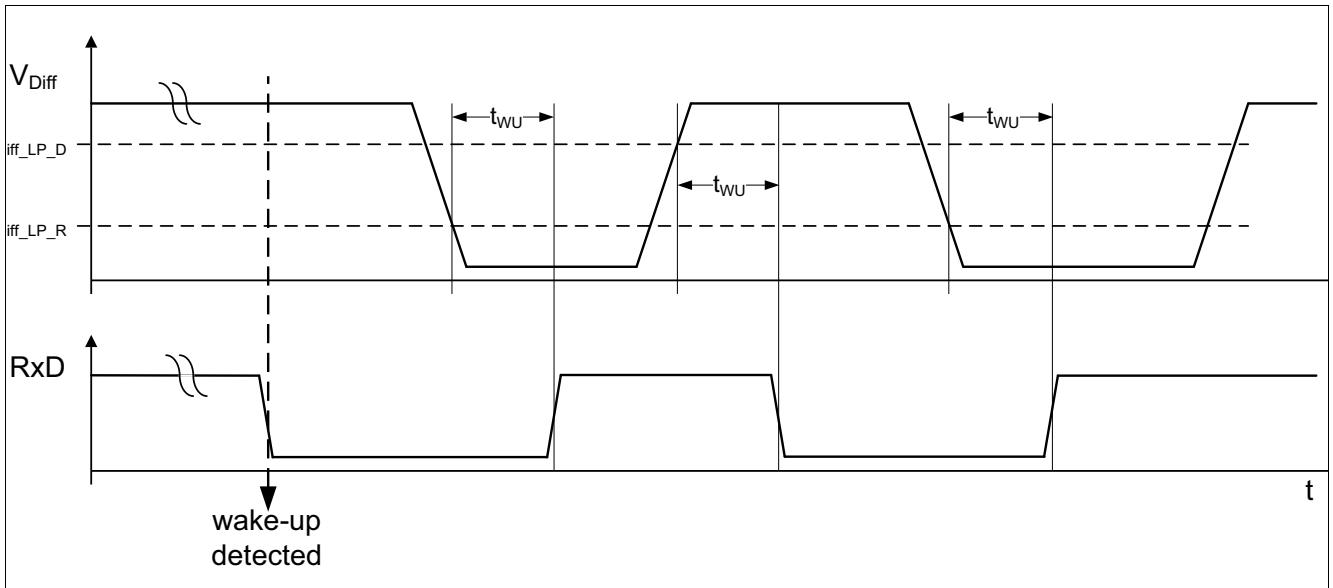 VDiff
tWU
tWU
iff_LP_D
tWU
iff_LP_R
RxD
t
wake-up
detected